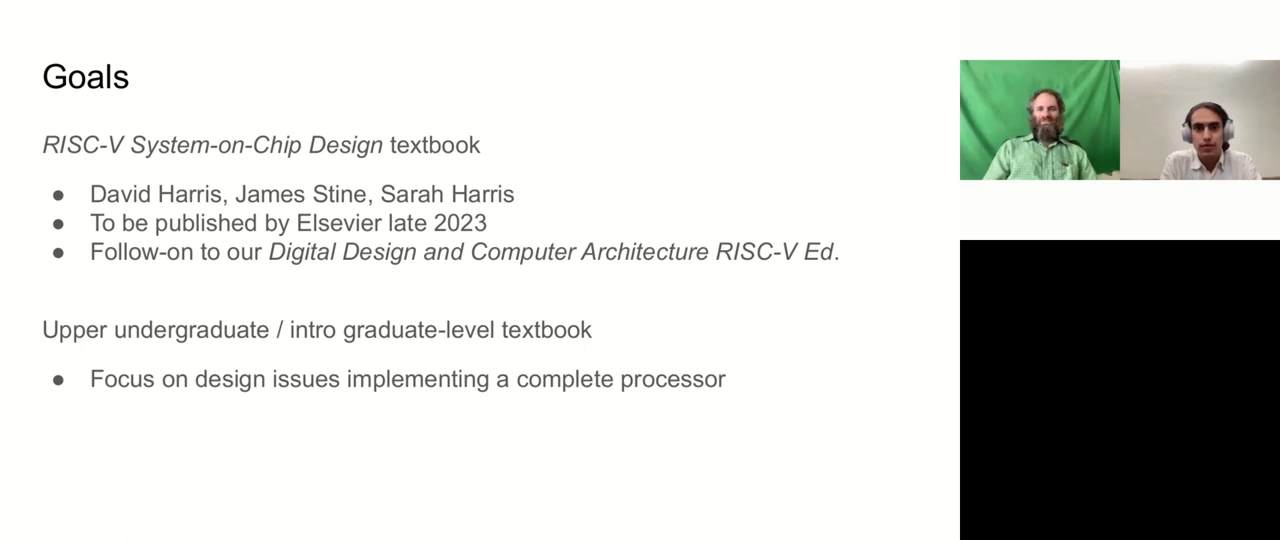 Goals
RISC-V System-on-Chip Design textbook
● David Harris, James Stine, Sarah Harris
● To be published by Elsevier late 2023
● Follow-on to our Digital Design and Computer Architecture RISC-V Ed.
Upper undergraduate / intro graduate-level textbook
● Focus on design issues implementing a complete processor